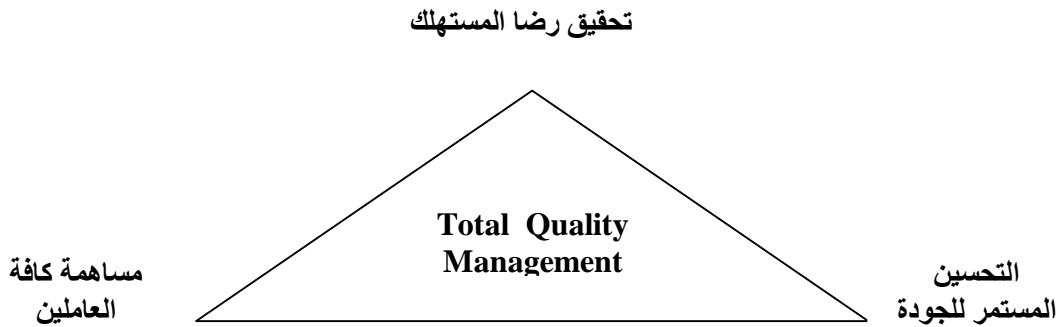 تحقيق رضا المستهلك
Total Quality
Management
التحسين
المستمر للجودة
مساهمة كافة
العاملين